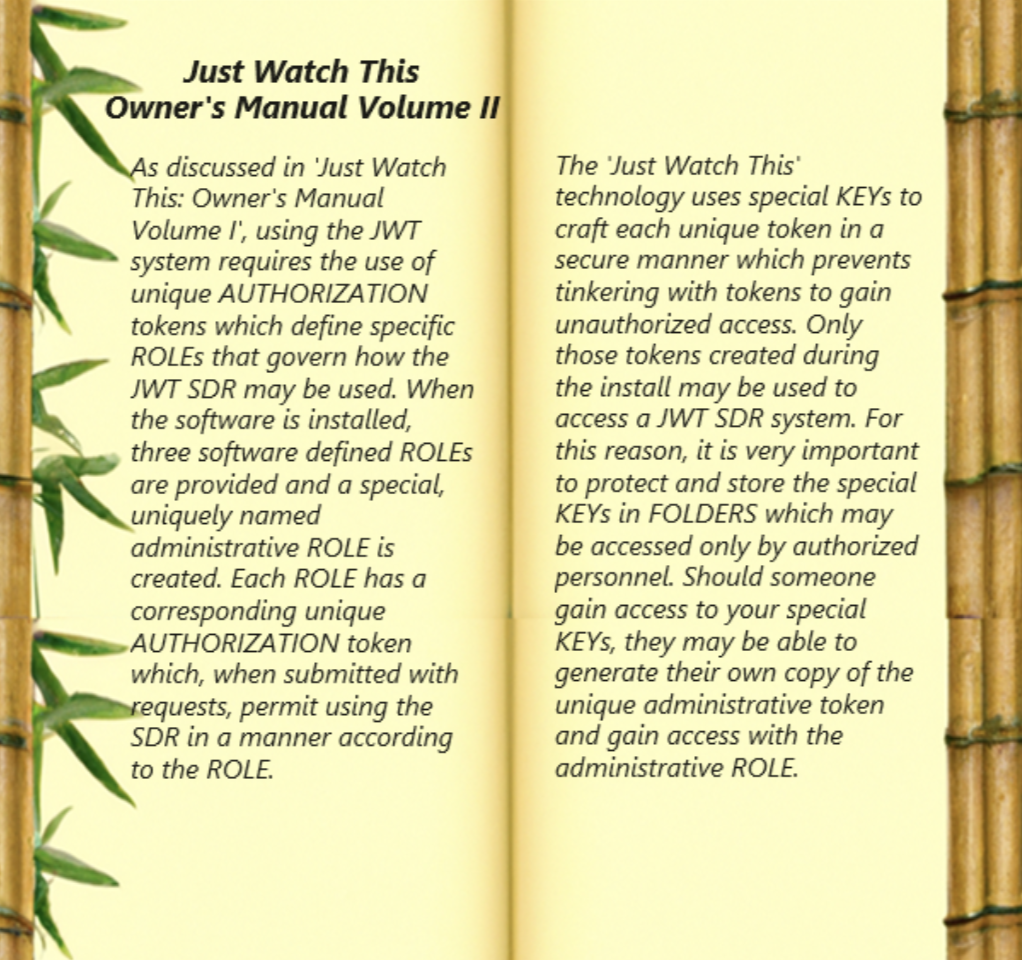 Just Watch This
Owner's Manual Volume II
As discussed in 'Just Watch
This: Owner's Manual
Volume I', using the JWT
system requires the use of
unique AUTHORIZATION
tokens which define specific
ROLEs that govern how the
JWT SDR may be used. When
the software is installed,
three software defined ROLEs
are provided and a special,
uniquely named
administrative ROLE is
created. Each ROLE has a
corresponding unique
AUTHORIZATION token
which, when submitted with
requests, permit using the
SDR in a manner according
to the ROLE.
The 'Just Watch This'
technology uses special KEYs to
craft each unique token in a
secure manner which prevents
tinkering with tokens to gain
unauthorized access. Only
those tokens created during
the install may be used to
access a JWT SDR system. For
this reason, it is very important
to protect and store the special
KEYs in FOLDERS which may
be accessed only by authorized
personnel. Should someone
gain access to your special
KEYs, they may be able to
generate their own copy of the
unique administrative token
and gain access with the
administrative ROLE.